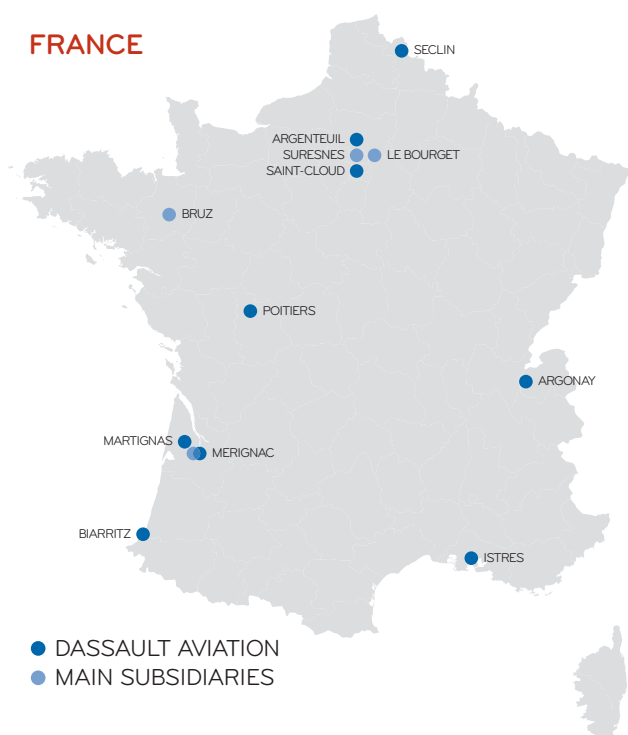 FRANCE
SECLIN
ARGENTEUIL
SURESNES
LE BOURGET
SAINT-CLOUD
BRUZ
POITIERS
ARGONAY
MARTIGNAS
MERIGNAC
BIARRITZ
ISTRES
DASSAULT AVIATION
MAIN SUBSIDIARIES